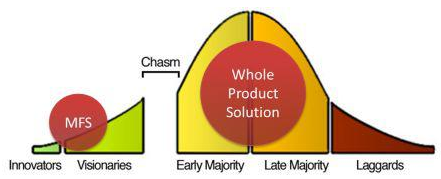 Chasm
Whole
Product
Solution
MFS
Innovators Visionaries Early Majority Late Majority Laggards